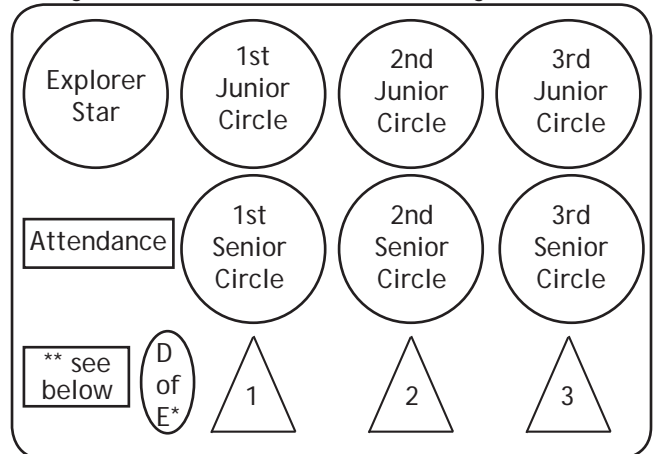 Explorer
Star
1st
Junior
Circle
2nd
Junior
Circle
3rd
Junior
Circle
Attendance
1st
Senior
Circle
2nd
Senior
Circle
3rd
Senior
Circle
** see
below
D
of
E*
1
2
3